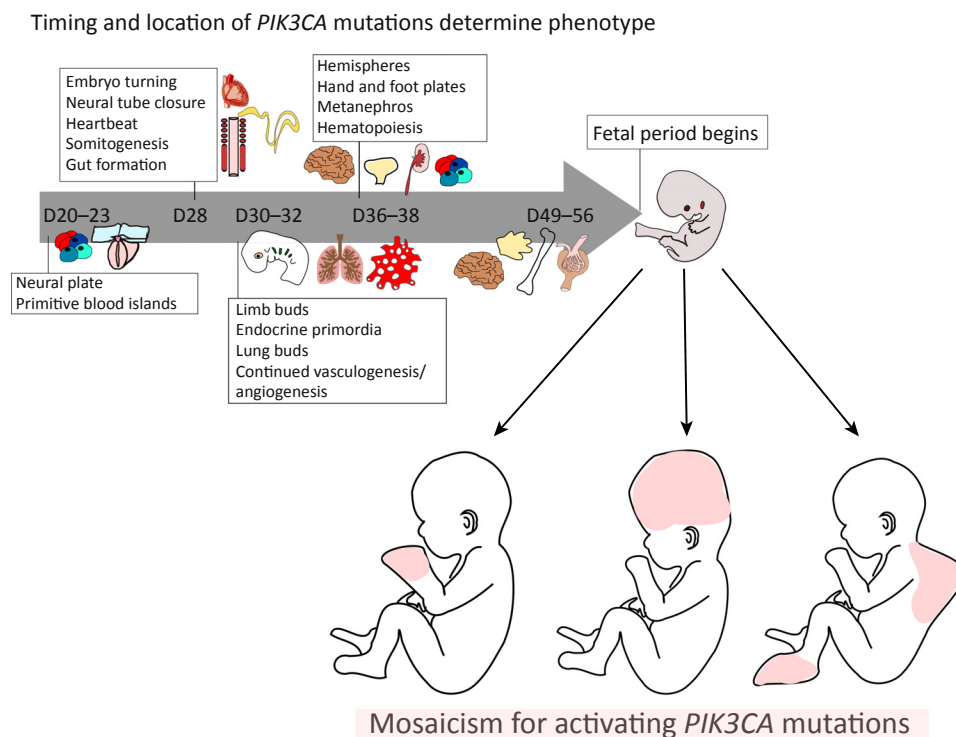 Timing and location of PIK3CA mutations determine phenotype
Embryo turning
Neural tube closure
Heartbeat
Somitogenesis
Gut formation
Hemispheres
Hand and foot plates
Metanephros
Hematopoiesis
Fetal period begins
D20–23
D28
D30–32
D36–38
D49–56
Neural plate
Primitive blood islands
Limb buds
Endocrine primordia
Lung buds
Continued vasculogenesis/
angiogenesis
Mosaicism for activating PIK3CA mutations